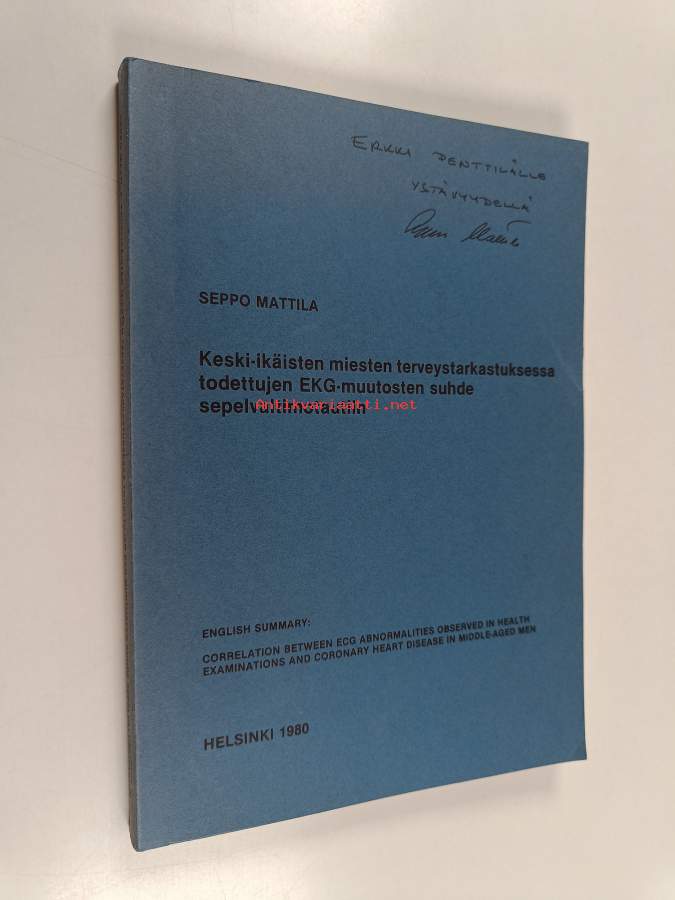 ERKKI PENTTILÄLLE
YSTÄVYYDELLÄ
SEPPO MATTILA
Keski-ikäisten miesten terveystarkastuksessa
todettujen EKG-muutosten suhde
sepelvaltimotautiin
Antikvariaatti.net
ENGLISH SUMMARY:
CORRELATION BETWEEN ECG ABNORMALITIES OBSERVED IN HEALTH
EXAMINATIONS AND CORONARY HEART DISEASE IN MIDDLE-AGED MEN
HELSINKI 1980